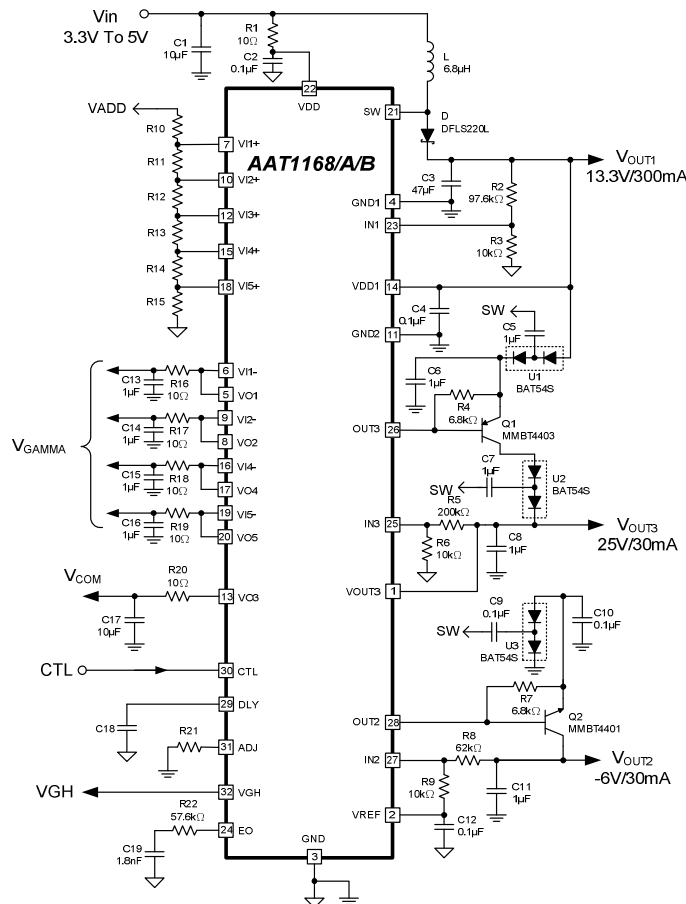 Vin
3.3V To 5V
C1
10µF
R1
10Ω
C2
0.1µF
22
VDD
L
6.8µH
SW
21
D
DFLS220L
VADD
R10
R11
R12
R13
R14
R15
7
VI1+
10
VI2+
12
VI3+
15
VI4+
18
VI5+
AAT1168/A/B
VOUT1
13.3V/300mA
C3
47µF
R2
97.6kΩ
GND1
4
IN1
23
R3
10kΩ
VDD1
14
C4
0.1µF
GND2
11
SW
C5
1µF
U1
BAT54S
C6
1µF
R4
6.8kΩ
OUT3
26
Q1
MMBT4403
C7
1µF
SW
U2
BAT54S
VGAMMA
C13
1µF
R16
10Ω
6
VI1-
5
VO1
C14
1µF
R17
10Ω
9
VI2-
8
VO2
C15
1µF
R18
10Ω
16
VI4-
17
VO4
C16
1µF
R19
10Ω
19
VI5-
20
VO5
IN3
25
R5
200kΩ
R6
10kΩ
C8
1µF
VOUT3
25V/30mA
VOUT3
1
VCOM
R20
10Ω
13
VO3
C17
10µF
C9
0.1µF
SW
U3
BAT54S
C10
0.1µF
CTL
30
CTL
29
DLY
C18
R21
31
ADJ
R7
6.8kΩ
OUT2
28
Q2
MMBT4401
R8
62kΩ
IN2
27
VOUT2
-6V/30mA
R9
10kΩ
C11
1µF
VREF
2
C12
0.1µF
VGH
32
VGH
R22
57.6kΩ
24
EO
C19
1.8nF
GND
3